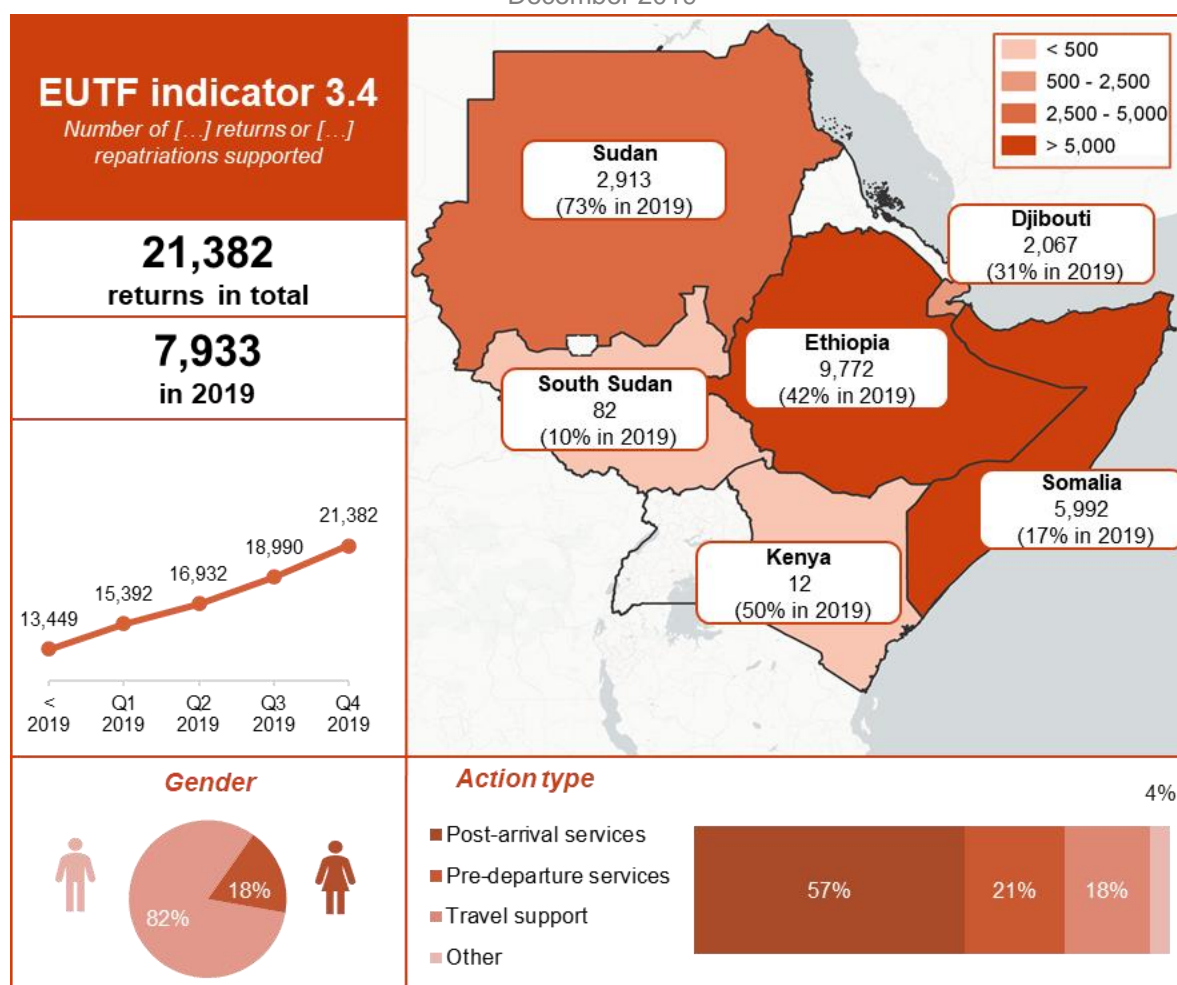 EUTF indicator 3.4
Number of […] returns or […]
repatriations supported
21,382
returns in total
7,933
in 2019
13,449
15,392
16,932
18,990
21,382
<
2019
Q1
2019
Q2
2019
Q3
2019
Q4
2019
< 500
500 - 2,500
2,500 - 5,000
> 5,000
Sudan
2,913
(73% in 2019)
Djibouti
2,067
(31% in 2019)
Ethiopia
9,772
(42% in 2019)
South Sudan
82
(10% in 2019)
Somalia
5,992
(17% in 2019)
Kenya
12
(50% in 2019)
Gender
18%
82%
Action type
Post-arrival services
Pre-departure services
Travel support
Other
4%
57%
21%
18%